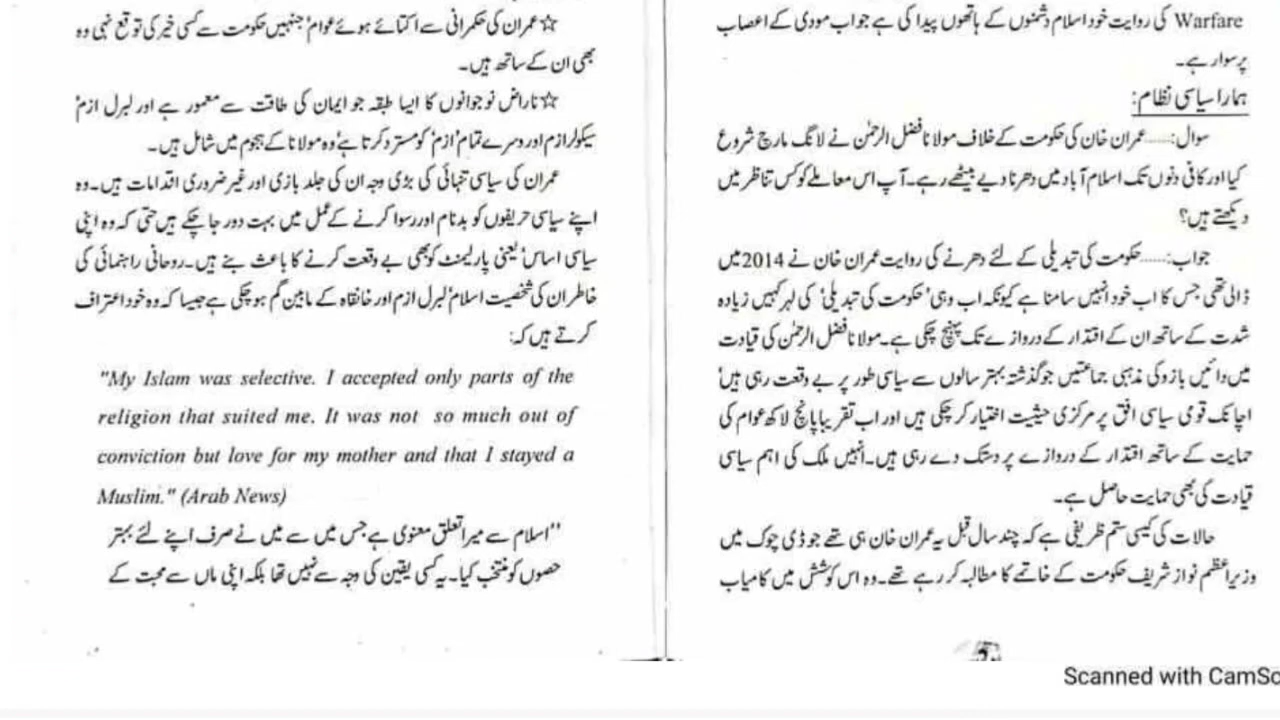 Warfare کی روایت خود اسلام دشمنوں کے ہاتھوں پیدا کی ہے جو اب مودی کے اعصاب
پر سوار ہے۔
ہمارا سیاسی نظام:
سوال:......عمران خان کی حکومت کے خلاف مولانا فضل الرحمٰن نے لانگ مارچ شروع
کیا اور کافی دنوں تک اسلام آباد میں دھرنا دیے بیٹھے رہے۔ آپ اس معاملے کو کس تناظر میں
دیکھتے ہیں؟
جواب:......حکومت کی تبدیلی کے لئے دھرنے کی روایت عمران خان نے 2014 میں
ڈالی تھی جس کا اب خود انہیں سامنا ہے کیونکہ اب وہی 'حکومت کی تبدیلی' کی لہر کہیں زیادہ
شدت کے ساتھ ان کے اقتدار کے دروازے تک پہنچ چکی ہے۔ مولانا فضل الرحمٰن کی قیادت
میں دائیں بازو کی مذہبی جماعتیں جو گذشتہ بہتر سالوں سے سیاسی طور پر بے وقعت رہی ہیں'
اچانک قومی سیاسی افق پر مرکزی حیثیت اختیار کر چکی ہیں اور اب تقریبا پانچ لاکھ عوام کی
حمایت کے ساتھ اقتدار کے دروازے پر دستک دے رہی ہیں۔ انہیں ملک کی اہم سیاسی
قیادت کی بھی حمایت حاصل ہے۔
حالات کی کیسی ستم ظریفی ہے کہ چند سال قبل یہ عمران خان ہی تھے جو ڈی چوک میں
وزیراعظم نواز شریف حکومت کے خاتمے کا مطالبہ کر رہے تھے۔ وہ اس کوشش میں کامیاب
☆عمران کی حکمرانی سے اکتائے ہوئے عوام' جنہیں حکومت سے کسی خیر کی توقع نہی وہ
بھی ان کے ساتھ ہیں۔
☆ناراض نوجوانوں کا ایسا طبقہ جو ایمان کی طاقت سے معمور ہے اور لبرل ازم'
سیکولر ازم اور دوسرے تمام 'ازم' کو مسترد کرتا ہے' وہ مولانا کے ہجوم میں شامل ہیں۔
عمران کی سیاسی تنہائی کی بڑی وجہ ان کی جلد بازی اور غیر ضروری اقدامات ہیں۔ وہ
اپنے سیاسی حریفوں کو بدنام اور رسوا کرنے کے عمل میں بہت دور جا چکے ہیں حتیٰ کہ وہ اپنی
سیاسی اساس' یعنی پارلیمنٹ کو بھی بے وقعت کرنے کا باعث بنے ہیں۔ روحانی راہنمائی کی
خاطر ان کی شخصیت اسلام' لبرل ازم اور خانقاہ کے مابین گم ہو چکی ہے جیسا کہ وہ خود اعتراف
کرتے ہیں کہ:
"My Islam was selective. I accepted only parts of the
religion that suited me. It was not so much out of
conviction but love for my mother and that I stayed a
Muslim." (Arab News)
"اسلام سے میرا تعلق معنوی ہے جس میں سے میں نے صرف اپنے لئے بہتر
حصوں کو منتخب کیا۔ یہ کسی یقین کی وجہ سے نہیں تھا بلکہ اپنی ماں سے محبت کے
Scanned with CamSc